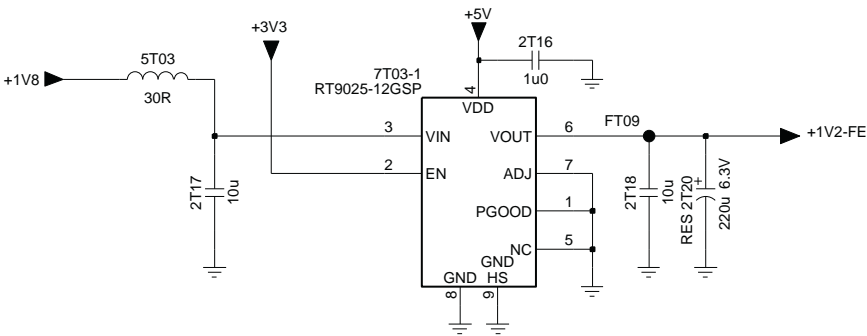 +5V
+3V3
2T16
5T03
7T03-1
RT9025-12GSP
1u0
+1V8
30R
4
VDD
3
VIN
VOUT
6
FT09
+1V2-FE
2
EN
ADJ
7
2T17
10u
2T18
10u
RES 2T20
+
220u 6.3V
PGOOD
1
NC
5
GND
GND
HS
8
9